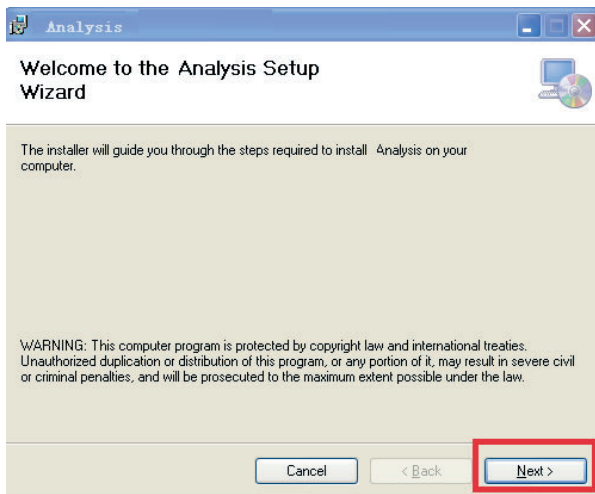 Analysis
Welcome to the Analysis Setup
Wizard
The installer will guide you through the steps required to install Analysis on your
computer.
WARNING: This computer program is protected by copyright law and international treaties.
Unauthorized duplication or distribution of this program, or any portion of it, may result in severe civil
or criminal penalties, and will be prosecuted to the maximum extent possible under the law.
Cancel
< Back
Next >